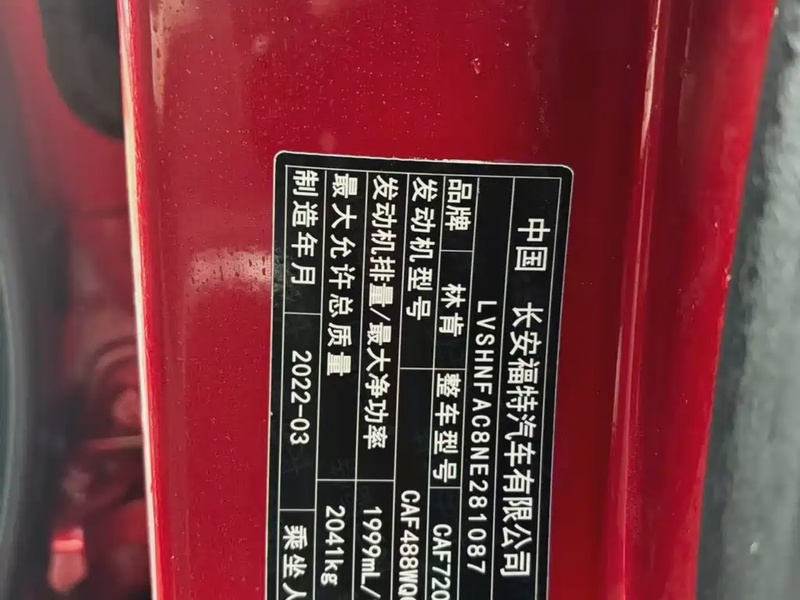 中国 长安福特汽车有限公司
LVSHNFAC8NE281087
品牌 林肯 整车型号 CAF720
发动机型号 CAF488WQ
发动机排量/最大净功率 1999mL/
最大允许总质量 2041kg
制造年月 2022-03 乘坐人